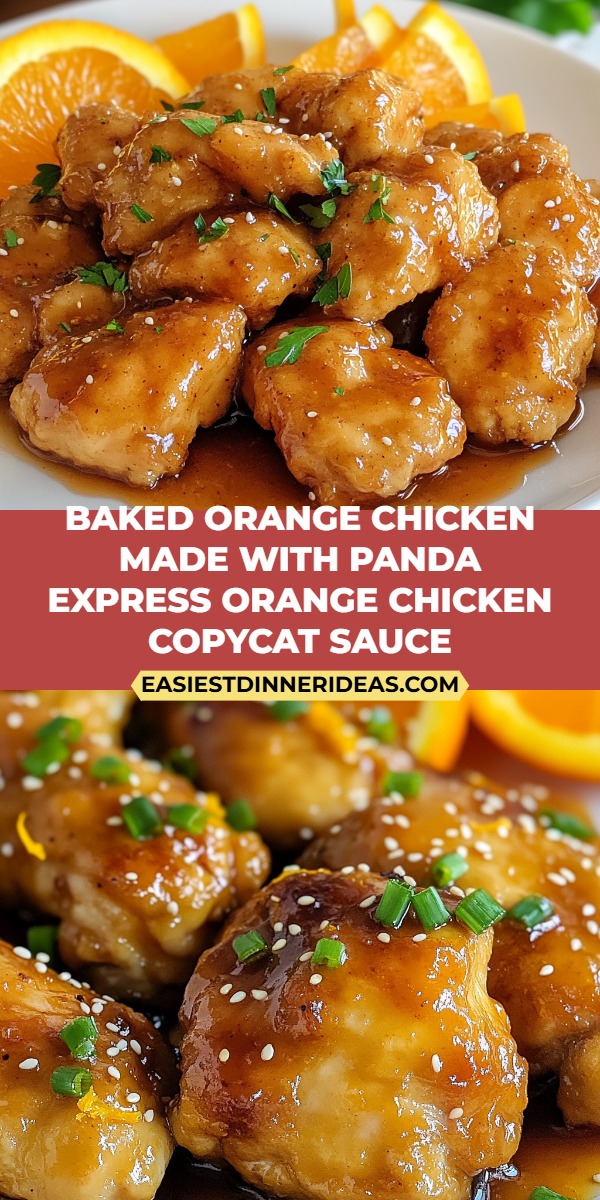 BAKED ORANGE CHICKEN
MADE WITH PANDA
EXPRESS ORANGE CHICKEN
COPYCAT SAUCE
EASIESTDINNERIDEAS.COM